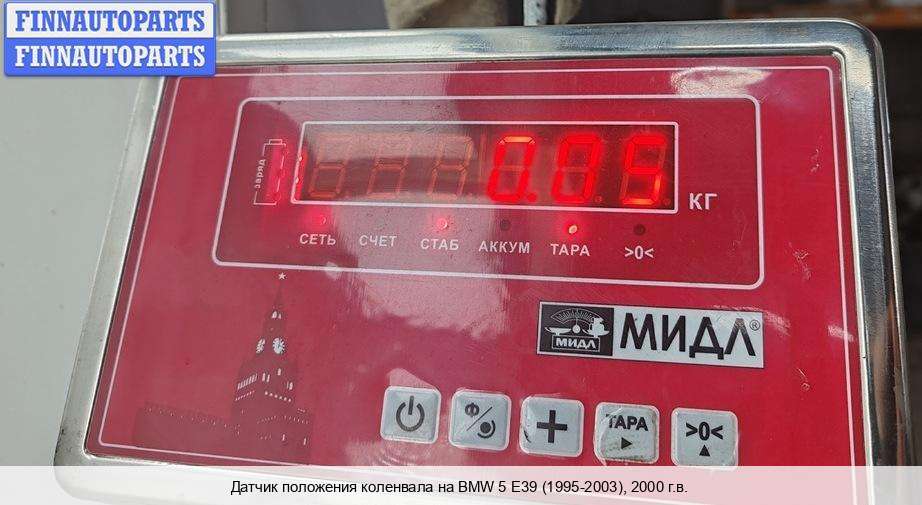 FINNAUTOPARTS
FINNAUTOPARTS
заряд
0.05
КГ
СЕТЬ СЧЕТ СТАБ АККУМ ТАРА >0<
МИДЛ МИДЛ®
Ф
ТАРА
>0<
Датчик положения коленвала на BMW 5 E39 (1995-2003), 2000 г.в.